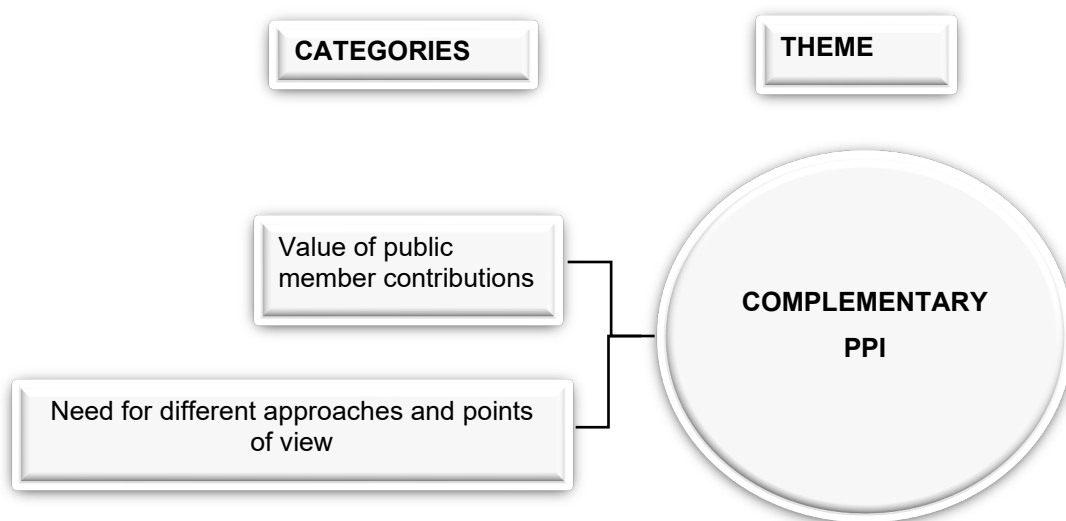 CATEGORIES
THEME
Value of public
member contributions
COMPLEMENTARY
PPI
Need for different approaches and points
of view